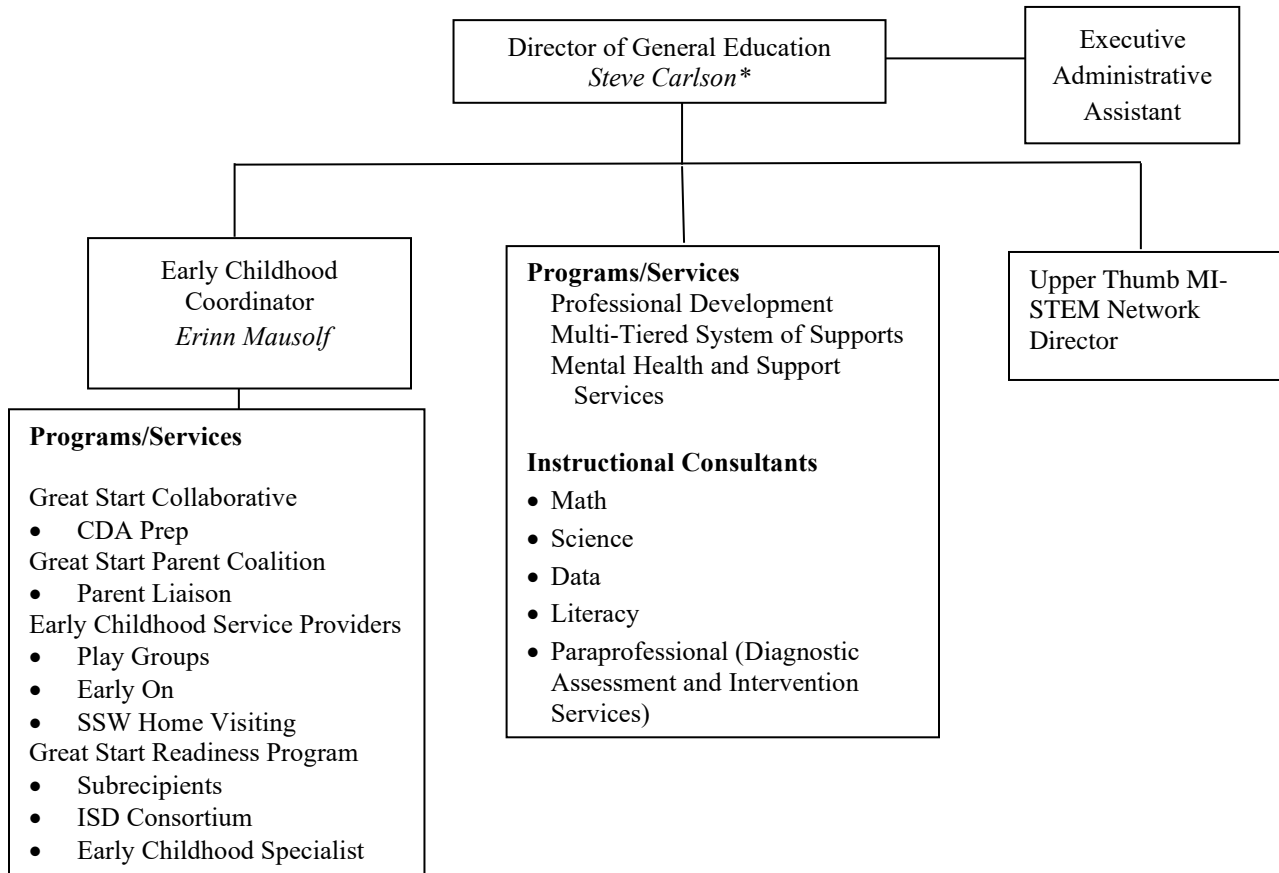 Director of General Education
Steve Carlson*
Executive
Administrative
Assistant
Early Childhood
Coordinator
Erinn Mausolf
Programs/Services
Professional Development
Multi-Tiered System of Supports
Mental Health and Support
Services
Instructional Consultants
• Math
• Science
• Data
• Literacy
• Paraprofessional (Diagnostic
Assessment and Intervention
Services)
Upper Thumb MI-
STEM Network
Director
Programs/Services
Great Start Collaborative
• CDA Prep
Great Start Parent Coalition
• Parent Liaison
Early Childhood Service Providers
• Play Groups
• Early On
• SSW Home Visiting
Great Start Readiness Program
• Subrecipients
• ISD Consortium
• Early Childhood Specialist